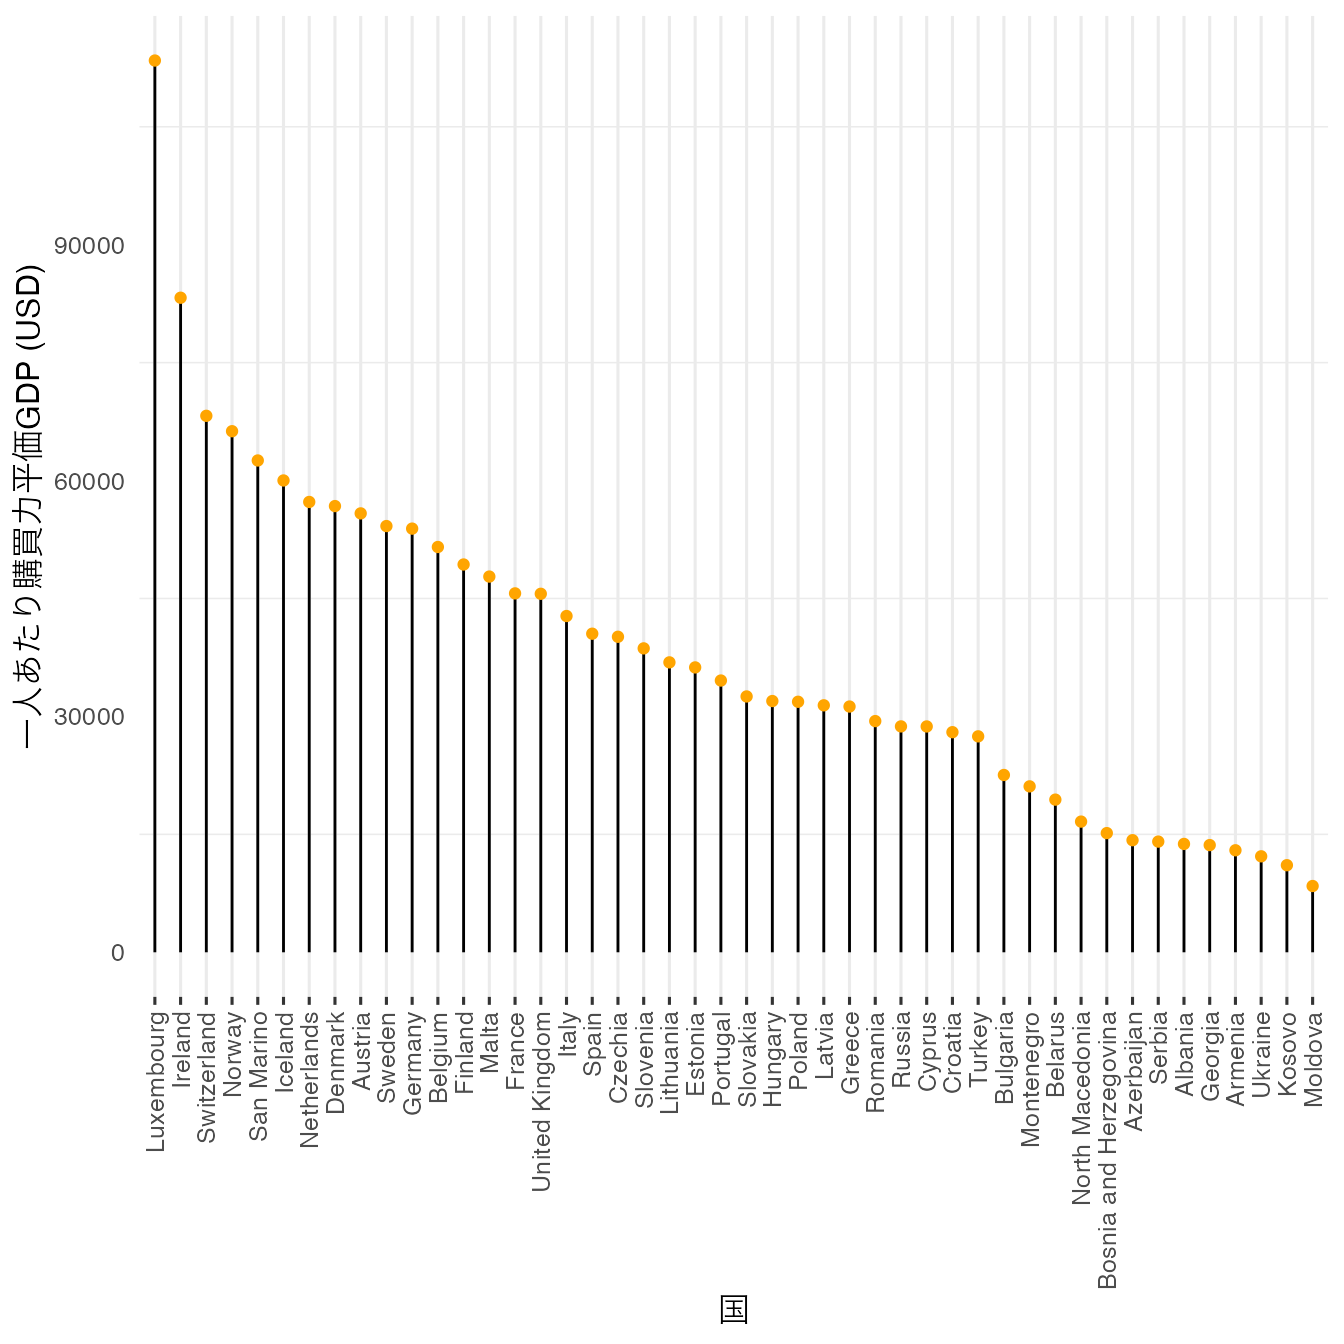 一人あたり購買力平価GDP (USD)
90000
60000
30000
0
Luxembourg
Ireland
Switzerland
Norway
San Marino
Iceland
Netherlands
Denmark
Austria
Sweden
Germany
Belgium
Finland
Malta
France
United Kingdom
Italy
Spain
Czechia
Slovenia
Lithuania
Estonia
Portugal
Slovakia
Hungary
Poland
Latvia
Greece
Romania
Russia
Cyprus
Croatia
Turkey
Bulgaria
Montenegro
Belarus
North Macedonia
Bosnia and Herzegovina
Azerbaijan
Serbia
Albania
Georgia
Armenia
Ukraine
Kosovo
Moldova
国